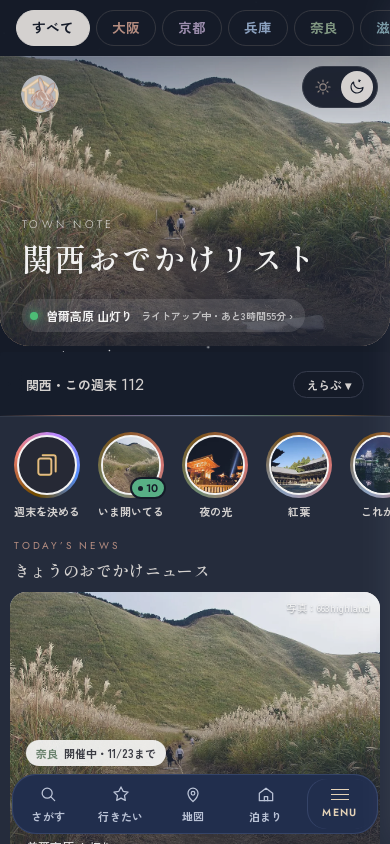 すべて
大阪
京都
兵庫
奈良
TOWN NOTE
関西おでかけリスト
曽爾高原 山灯り ライトアップ中・あと3時間55分 ›
関西・この週末 112
えらぶ ▾
10
週末を決める
いま開いてる
夜の光
紅葉
これか
TODAY'S NEWS
きょうのおでかけニュース
写真：663highland
奈良 開催中・11/23まで
さがす
行きたい
地図
泊まり
MENU